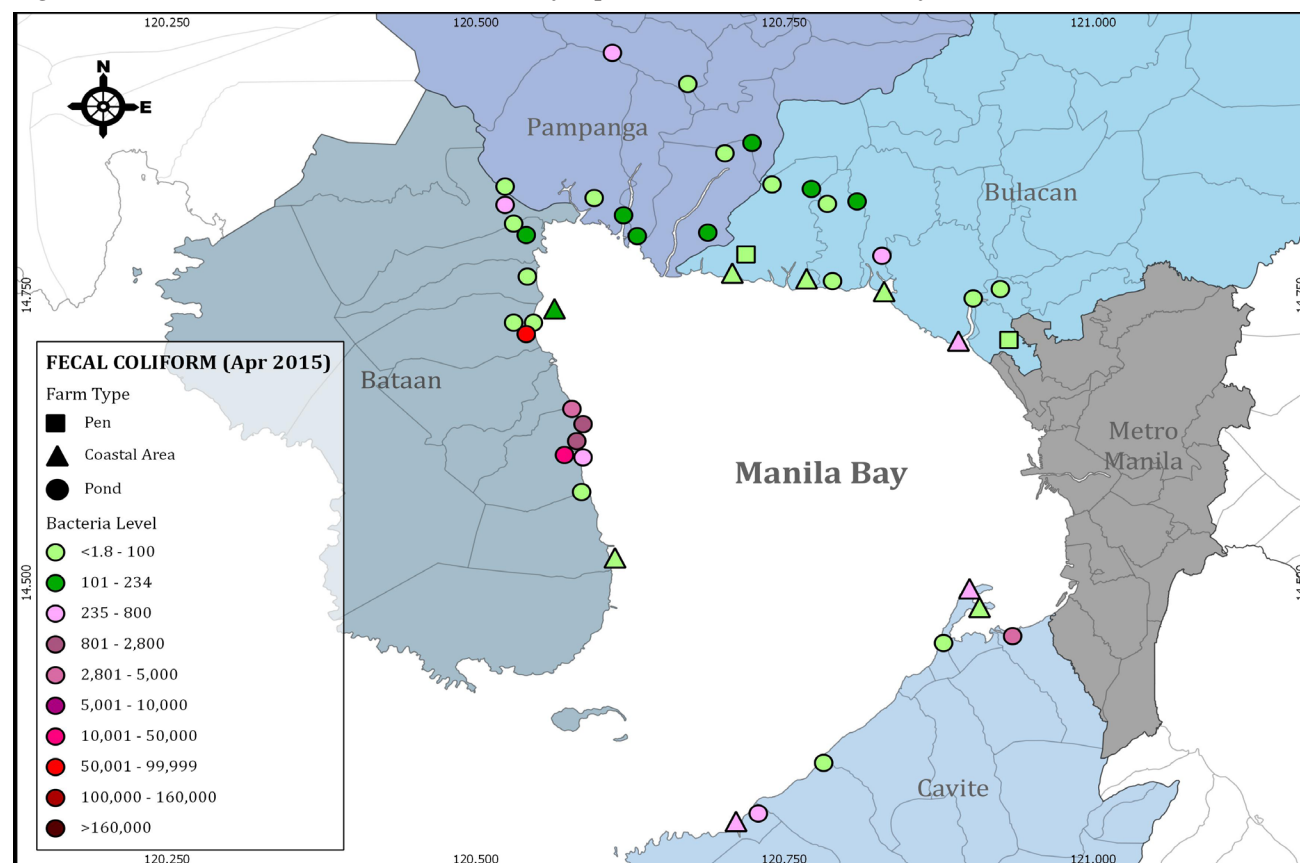 120.250 120.500 120.750 121.000
N
E
Pampanga
Bulacan
14.750 14.750
FECAL COLIFORM (Apr 2015)
Farm Type
Pen
Coastal Area
Pond
Bacteria Level
<1.8 - 100
101 - 234
235 - 800
801 - 2,800
2,801 - 5,000
5,001 - 10,000
10,001 - 50,000
50,001 - 99,999
100,000 - 160,000
>160,000
Bataan
Metro
Manila
Manila Bay
14.500 14.500
Cavite
120.250 120.500 120.750 121.000